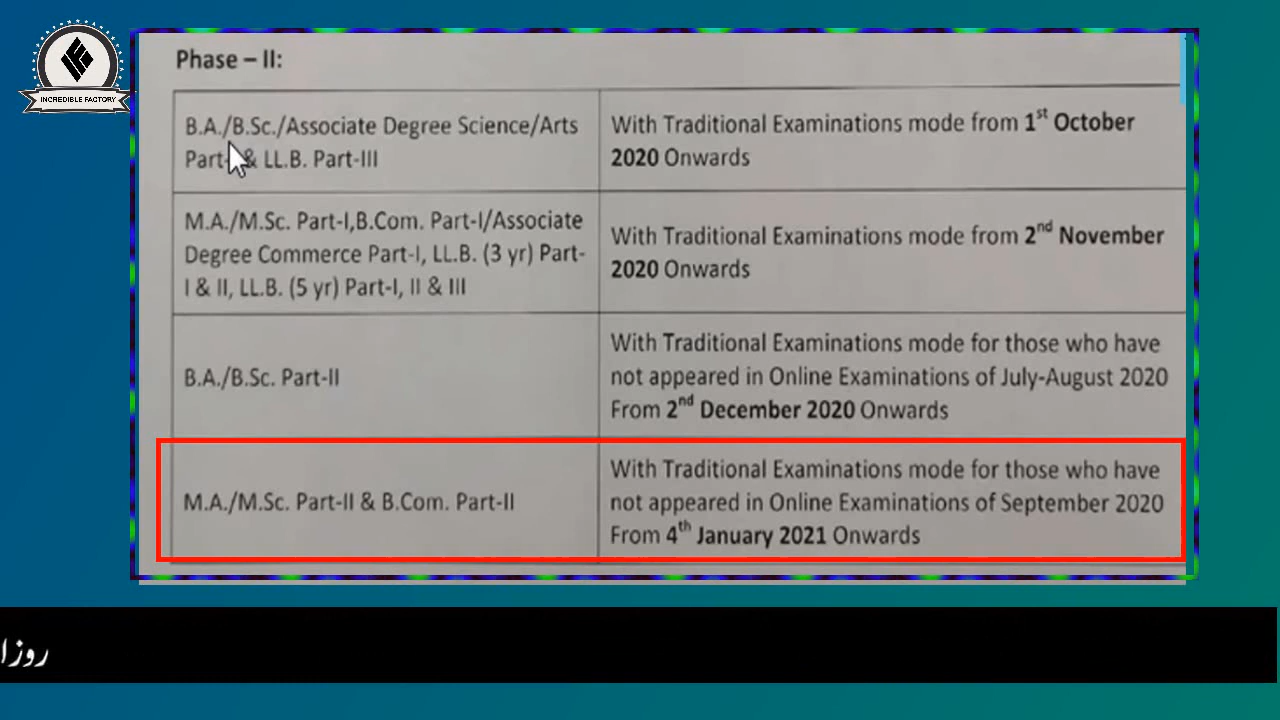 INCREDIBLE FACTORY
Phase – II:
B.A./B.Sc./Associate Degree Science/Arts
Part- & LL.B. Part-III
With Traditional Examinations mode from 1st October
2020 Onwards
M.A./M.Sc. Part-I,B.Com. Part-I/Associate
Degree Commerce Part-I, LL.B. (3 yr) Part-
I & II, LL.B. (5 yr) Part-I, II & III
With Traditional Examinations mode from 2nd November
2020 Onwards
B.A./B.Sc. Part-II
With Traditional Examinations mode for those who have
not appeared in Online Examinations of July-August 2020
From 2nd December 2020 Onwards
M.A./M.Sc. Part-II & B.Com. Part-II
With Traditional Examinations mode for those who have
not appeared in Online Examinations of September 2020
From 4th January 2021 Onwards
روزا